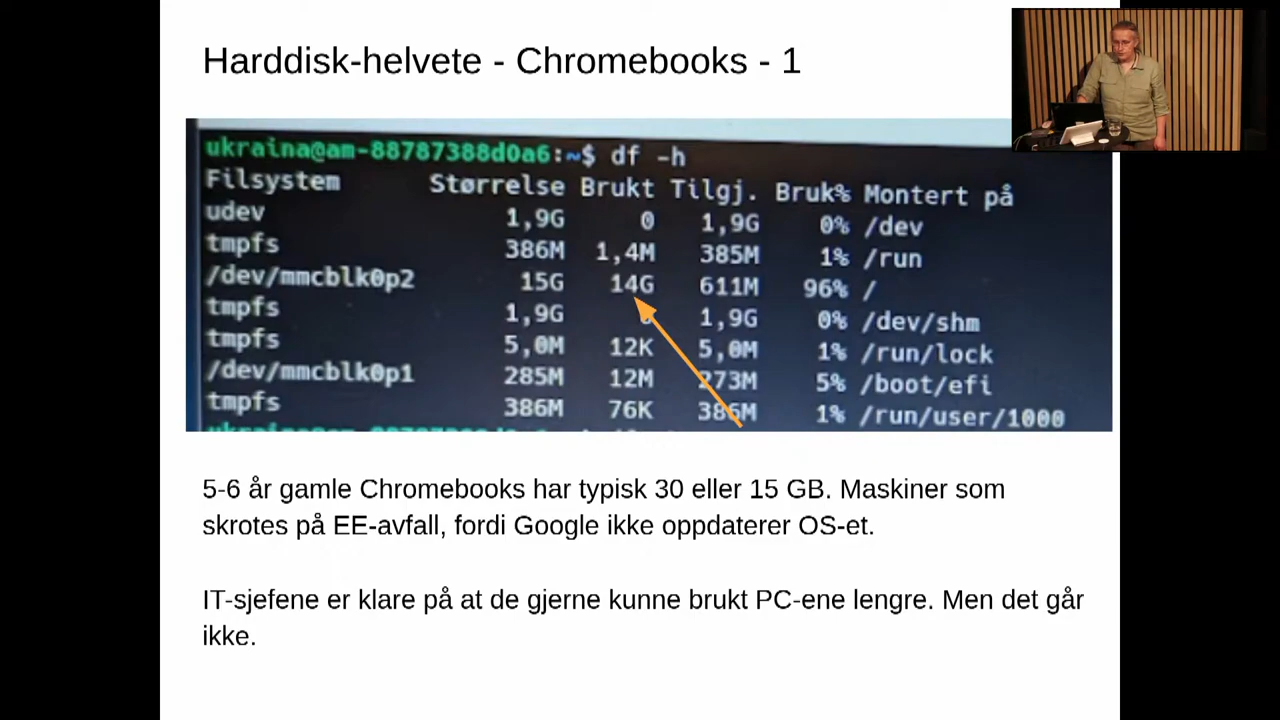 Harddisk-helvete - Chromebooks - 1
ukraina@am-88787388d0a6:~$ df -h
Filsystem Størrelse Brukt Tilgj. Bruk% Montert på
udev 1,9G 0 1,9G 0% /dev
tmpfs 386M 1,4M 385M 1% /run
/dev/mmcblk0p2 15G 14G 611M 96% /
tmpfs 1,9G 0 1,9G 0% /dev/shm
tmpfs 5,0M 12K 5,0M 1% /run/lock
/dev/mmcblk0p1 285M 12M 273M 5% /boot/efi
tmpfs 386M 76K 386M 1% /run/user/1000
5-6 år gamle Chromebooks har typisk 30 eller 15 GB. Maskiner som
skrotes på EE-avfall, fordi Google ikke oppdaterer OS-et.
IT-sjefene er klare på at de gjerne kunne brukt PC-ene lengre. Men det går
ikke.